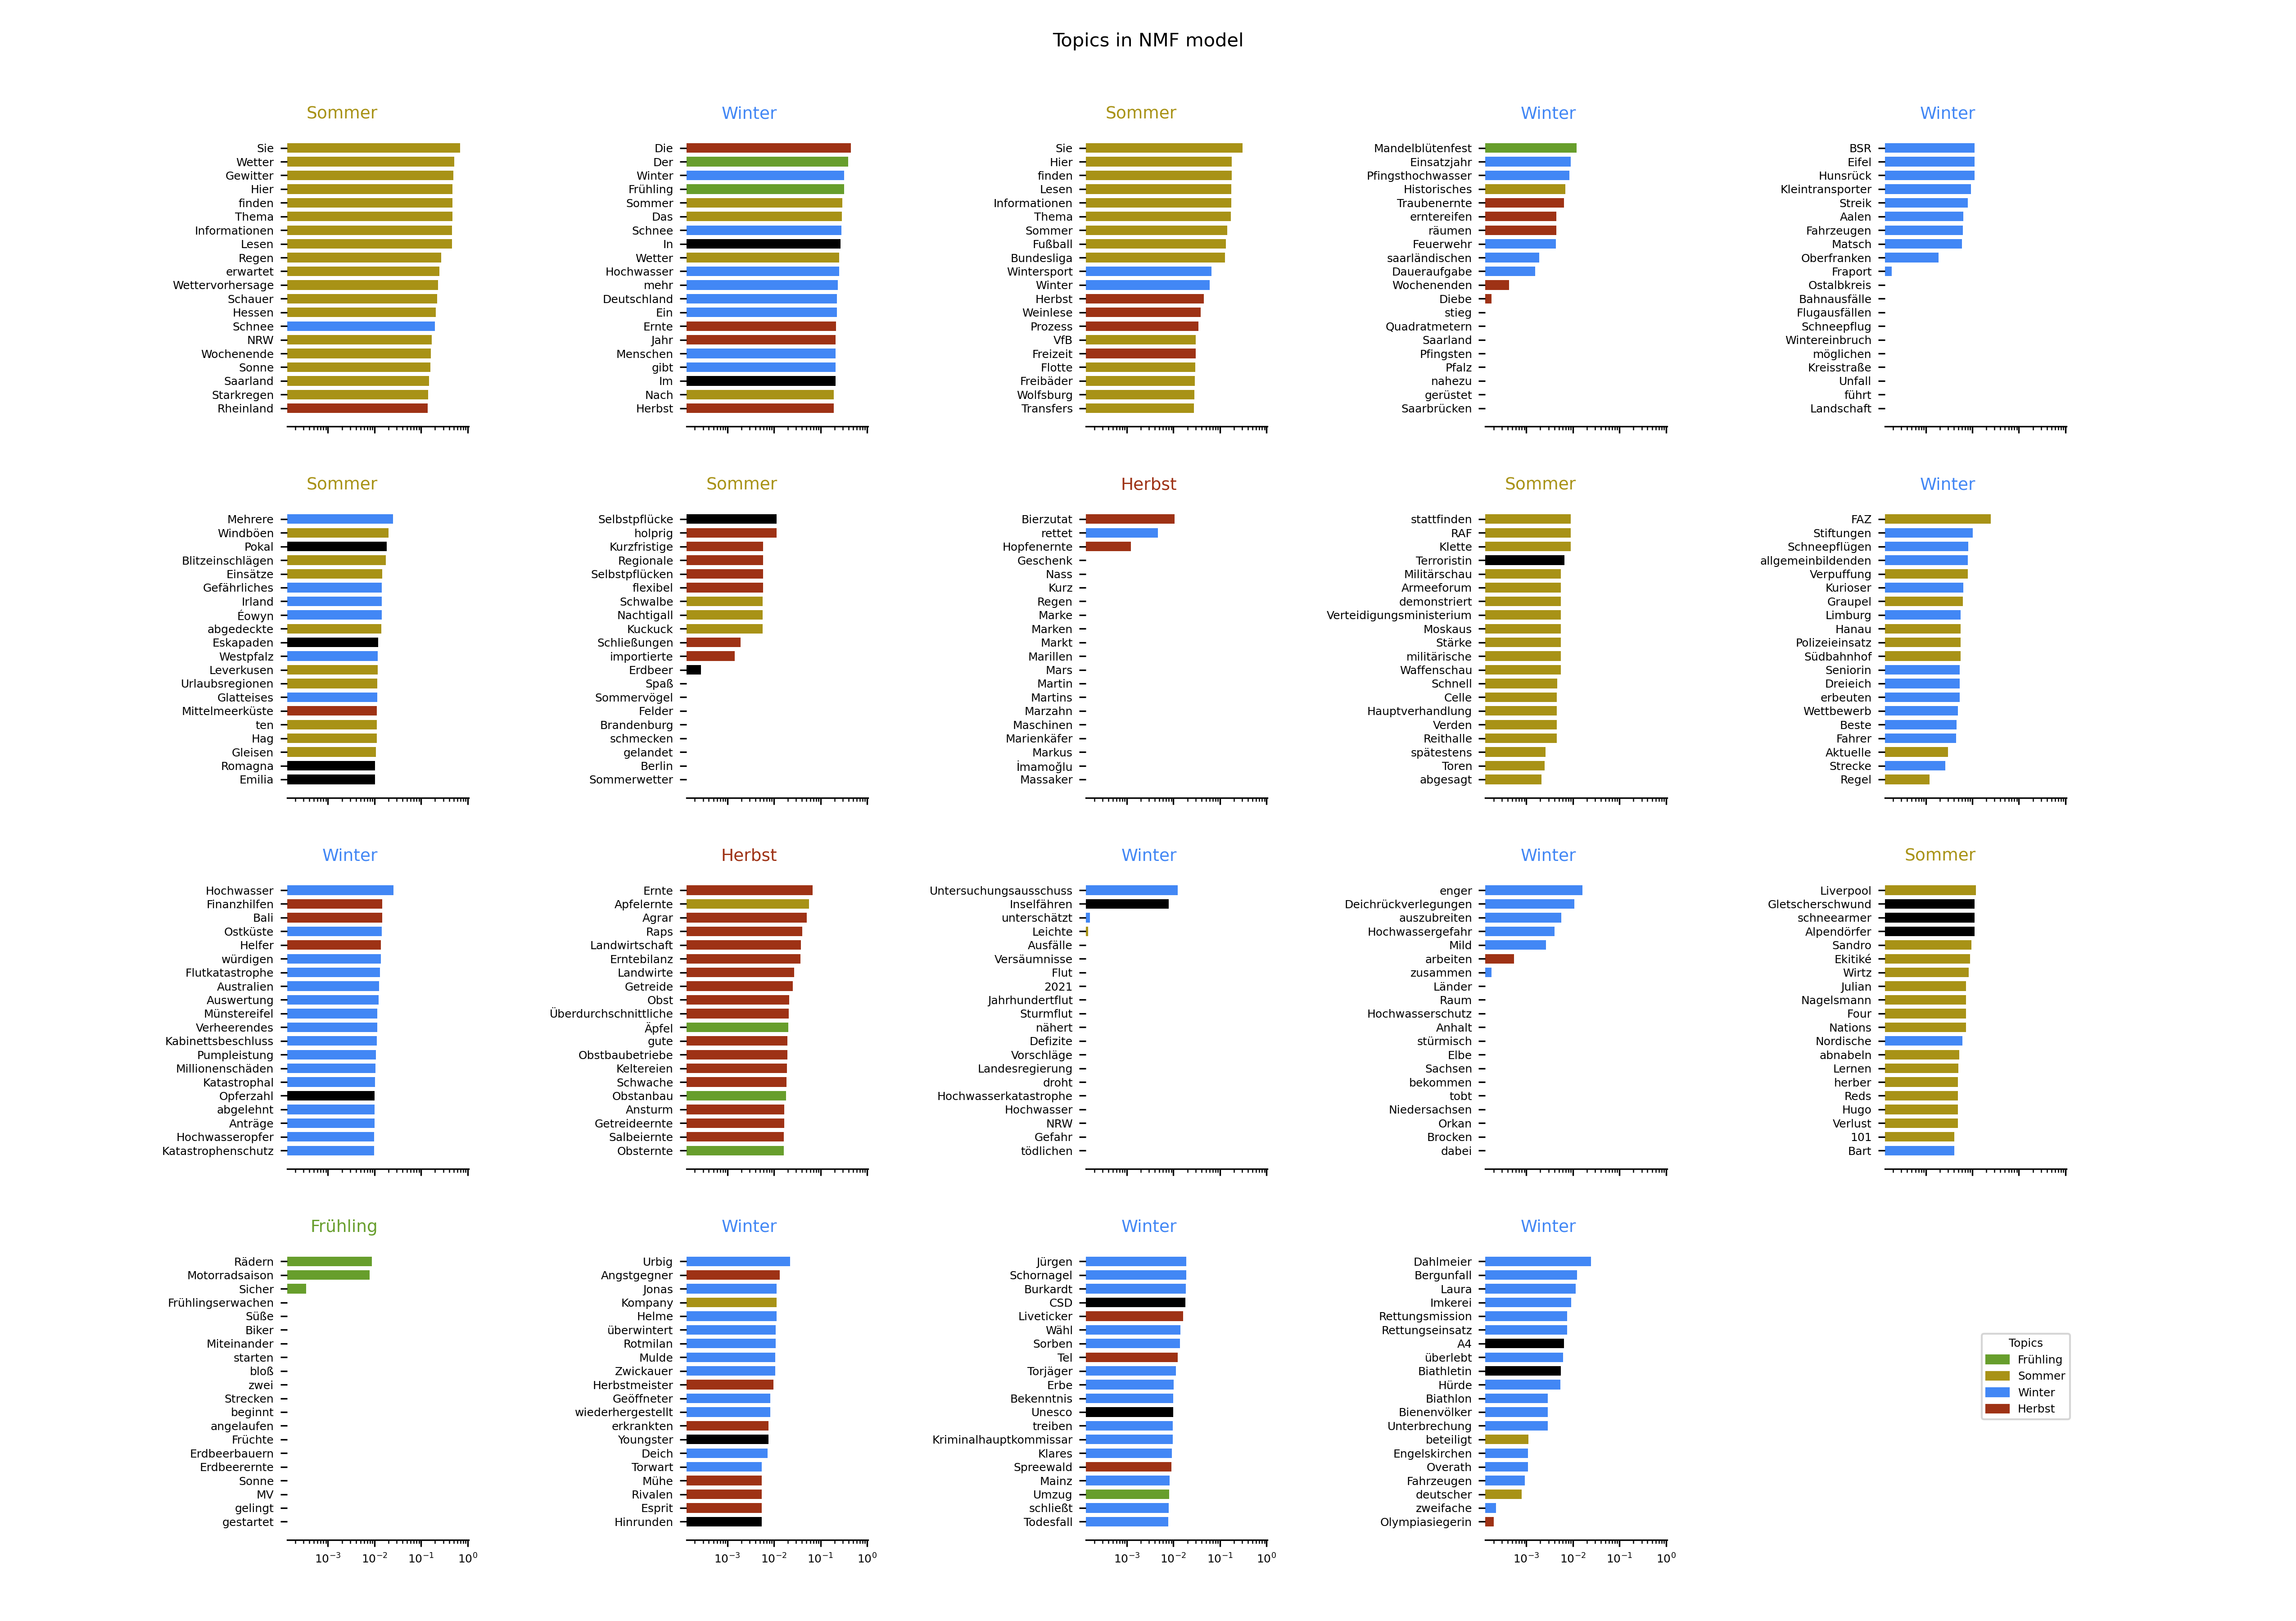 Topics in NMF model
Sommer
Sie
Wetter
Gewitter
Hier
finden
Thema
Informationen
Lesen
Regen
erwartet
Wettervorhersage
Schauer
Hessen
Schnee
NRW
Wochenende
Sonne
Saarland
Starkregen
Rheinland
Winter
Die
Der
Winter
Frühling
Sommer
Das
Schnee
In
Wetter
Hochwasser
mehr
Deutschland
Ein
Ernte
Jahr
Menschen
gibt
Im
Nach
Herbst
Sommer
Sie
Hier
finden
Lesen
Informationen
Thema
Sommer
Fußball
Bundesliga
Wintersport
Winter
Herbst
Weinlese
Prozess
VfB
Freizeit
Flotte
Freibäder
Wolfsburg
Transfers
Winter
Mandelblütenfest
Einsatzjahr
Pfingsthochwasser
Historisches
Traubenernte
erntereifen
räumen
Feuerwehr
saarländischen
Daueraufgabe
Wochenenden
Diebe
stieg
Quadratmetern
Saarland
Pfingsten
Pfalz
nahezu
gerüstet
Saarbrücken
Winter
BSR
Eifel
Hunsrück
Kleintransporter
Streik
Aalen
Fahrzeugen
Matsch
Oberfranken
Fraport
Ostalbkreis
Bahnausfälle
Flugausfällen
Schneepflug
Wintereinbruch
möglichen
Kreisstraße
Unfall
führt
Landschaft
Sommer
Mehrere
Windböen
Pokal
Blitzeinschlägen
Einsätze
Gefährliches
Irland
Éowyn
abgedeckte
Eskapaden
Westpfalz
Leverkusen
Urlaubsregionen
Glatteises
Mittelmeerküste
ten
Hag
Gleisen
Romagna
Emilia
Sommer
Selbstpflücke
holprig
Kurzfristige
Regionale
Selbstpflücken
flexibel
Schwalbe
Nachtigall
Kuckuck
Schließungen
importierte
Erdbeer
Spaß
Sommervögel
Felder
Brandenburg
schmecken
gelandet
Berlin
Sommerwetter
Herbst
Bierzutat
rettet
Hopfenernte
Geschenk
Nass
Kurz
Regen
Marke
Marken
Markt
Marillen
Mars
Martin
Martins
Marzahn
Maschinen
Marienkäfer
Markus
İmamoğlu
Massaker
Sommer
stattfinden
RAF
Klette
Terroristin
Militärschau
Armeeforum
demonstriert
Verteidigungsministerium
Moskaus
Stärke
militärische
Waffenschau
Schnell
Celle
Hauptverhandlung
Verden
Reithalle
spätestens
Toren
abgesagt
Winter
FAZ
Stiftungen
Schneepflügen
allgemeinbildenden
Verpuffung
Kurioser
Graupel
Limburg
Hanau
Polizeieinsatz
Südbahnhof
Seniorin
Dreieich
erbeuten
Wettbewerb
Beste
Fahrer
Aktuelle
Strecke
Regel
Winter
Hochwasser
Finanzhilfen
Bali
Ostküste
Helfer
würdigen
Flutkatastrophe
Australien
Auswertung
Münstereifel
Verheerendes
Kabinettsbeschluss
Pumpleistung
Millionenschäden
Katastrophal
Opferzahl
abgelehnt
Anträge
Hochwasseropfer
Katastrophenschutz
Herbst
Ernte
Apfelernte
Agrar
Raps
Landwirtschaft
Erntebilanz
Landwirte
Getreide
Obst
Überdurchschnittliche
Äpfel
gute
Obstbaubetriebe
Keltereien
Schwache
Obstanbau
Ansturm
Getreideernte
Salbeiernte
Obsternte
Winter
Untersuchungsausschuss
Inselfähren
unterschätzt
Leichte
Ausfälle
Versäumnisse
Flut
2021
Jahrhundertflut
Sturmflut
nähert
Defizite
Vorschläge
Landesregierung
droht
Hochwasserkatastrophe
Hochwasser
NRW
Gefahr
tödlichen
Winter
enger
Deichrückverlegungen
auszubreiten
Hochwassergefahr
Mild
arbeiten
zusammen
Länder
Raum
Hochwasserschutz
Anhalt
stürmisch
Elbe
Sachsen
bekommen
tobt
Niedersachsen
Orkan
Brocken
dabei
Sommer
Liverpool
Gletscherschwund
schneearmer
Alpendörfer
Sandro
Ekitiké
Wirtz
Julian
Nagelsmann
Four
Nations
Nordische
abnabeln
Lernen
herber
Reds
Hugo
Verlust
101
Bart
Frühling
Rädern
Motorradsaison
Sicher
Frühlingserwachen
Süße
Biker
Miteinander
starten
bloß
zwei
Strecken
beginnt
angelaufen
Früchte
Erdbeerbauern
Erdbeerernte
Sonne
MV
gelingt
gestartet
10⁻³ 10⁻² 10⁻¹ 10⁰
Winter
Urbig
Angstgegner
Jonas
Kompany
Helme
überwintert
Rotmilan
Mulde
Zwickauer
Herbstmeister
Geöffneter
wiederhergestellt
erkrankten
Youngster
Deich
Torwart
Mühe
Rivalen
Esprit
Hinrunden
10⁻³ 10⁻² 10⁻¹ 10⁰
Winter
Jürgen
Schornagel
Burkardt
CSD
Liveticker
Wähl
Sorben
Tel
Torjäger
Erbe
Bekenntnis
Unesco
treiben
Kriminalhauptkommissar
Klares
Spreewald
Mainz
Umzug
schließt
Todesfall
10⁻³ 10⁻² 10⁻¹ 10⁰
Winter
Dahlmeier
Bergunfall
Laura
Imkerei
Rettungsmission
Rettungseinsatz
A4
überlebt
Biathletin
Hürde
Biathlon
Bienenvölker
Unterbrechung
beteiligt
Engelskirchen
Overath
Fahrzeugen
deutscher
zweifache
Olympiasiegerin
10⁻³ 10⁻² 10⁻¹ 10⁰
Topics
Frühling
Sommer
Winter
Herbst